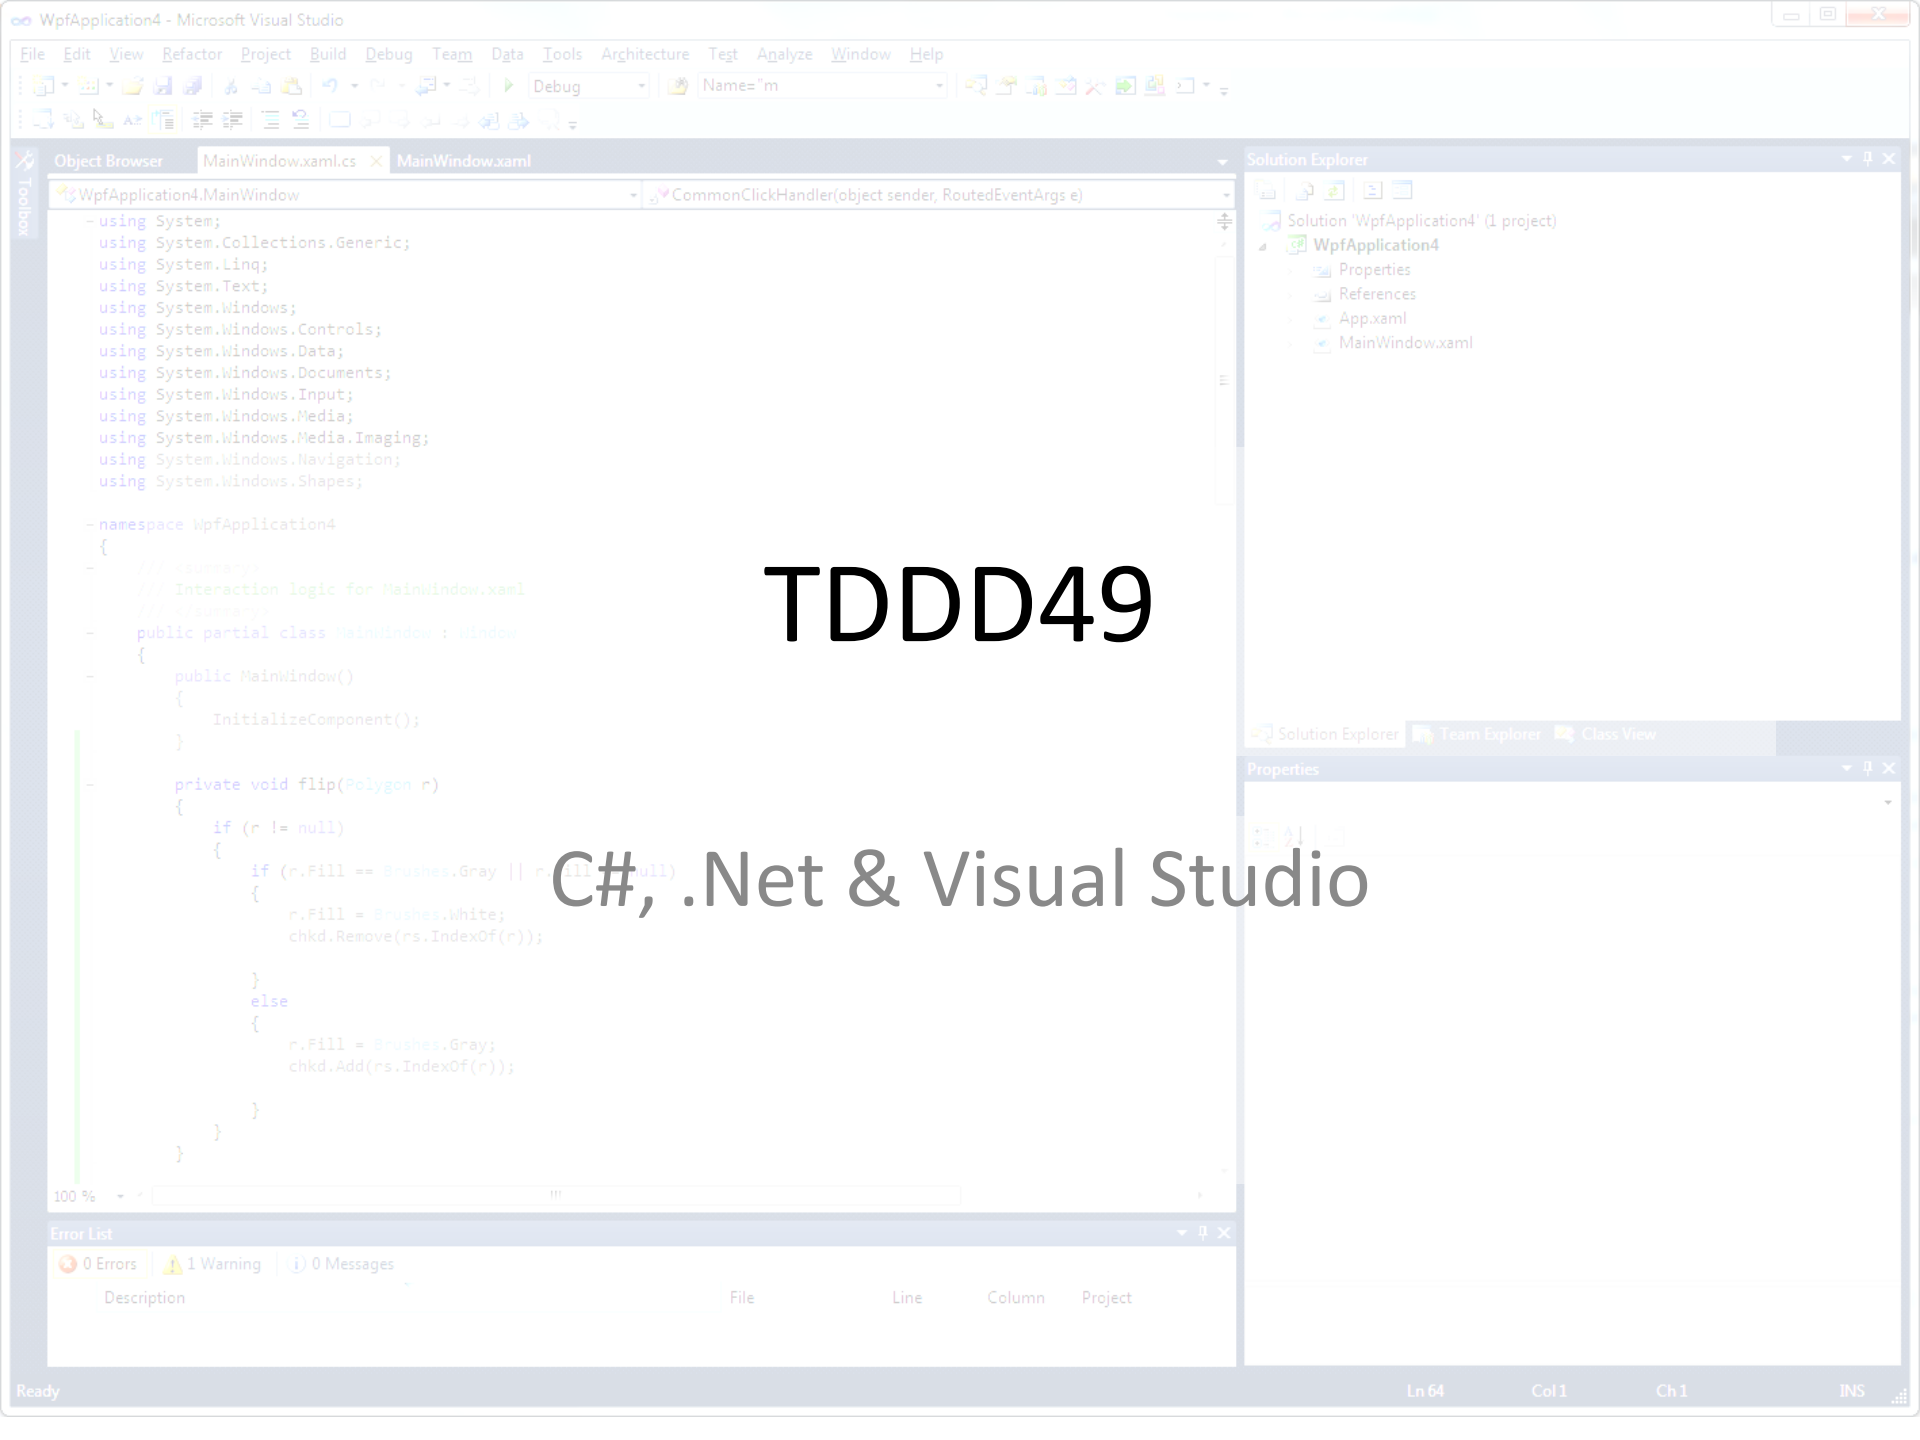 WpfApplication4 - Microsoft Visual Studio
File Edit View Refactor Project Build Debug Team Data Tools Architecture Test Analyze Window Help
Debug Name="m
Toolbox
Object Browser MainWindow.xaml.cs MainWindow.xaml
WpfApplication4.MainWindow CommonClickHandler(object sender, RoutedEventArgs e)
using System;
using System.Collections.Generic;
using System.Linq;
using System.Text;
using System.Windows;
using System.Windows.Controls;
using System.Windows.Data;
using System.Windows.Documents;
using System.Windows.Input;
using System.Windows.Media;
using System.Windows.Media.Imaging;
using System.Windows.Navigation;
using System.Windows.Shapes;
namespace WpfApplication4
{
/// <summary>
/// Interaction logic for MainWindow.xaml
/// </summary>
public partial class MainWindow : Window
{
public MainWindow()
{
InitializeComponent();
}
private void flip(Polygon r)
{
if (r != null)
{
if (r.Fill == Brushes.Gray || r.Fill null)
{
r.Fill = Brushes.White;
chkd.Remove(rs.IndexOf(r));
}
else
{
r.Fill = Brushes.Gray;
chkd.Add(rs.IndexOf(r));
}
}
}
100 %
TDDD49
C#, .Net & Visual Studio
Solution Explorer
Solution 'WpfApplication4' (1 project)
WpfApplication4
Properties
References
App.xaml
MainWindow.xaml
Solution Explorer Team Explorer Class View
Properties
Error List
0 Errors 1 Warning 0 Messages
Description File Line Column Project
Ready Ln 64 Col 1 Ch 1 INS